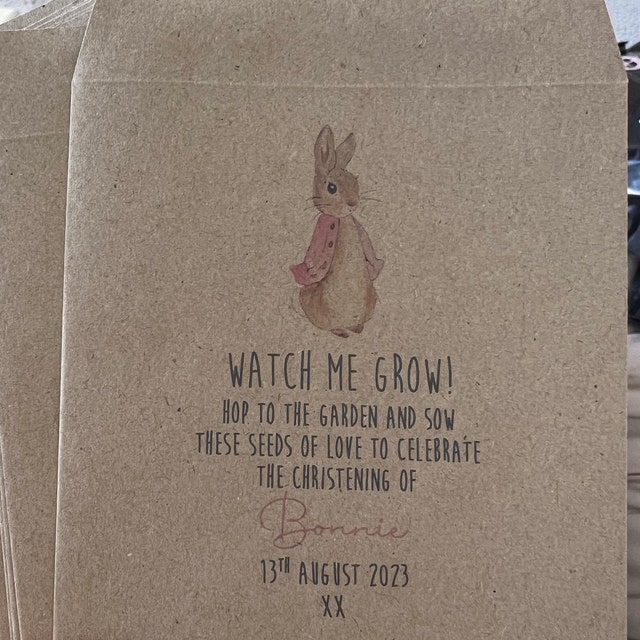 WATCH ME GROW!
HOP TO THE GARDEN AND SOW
THESE SEEDS OF LOVE TO CELEBRATE
THE CHRISTENING OF
Bonnie
13TH AUGUST 2023
XX